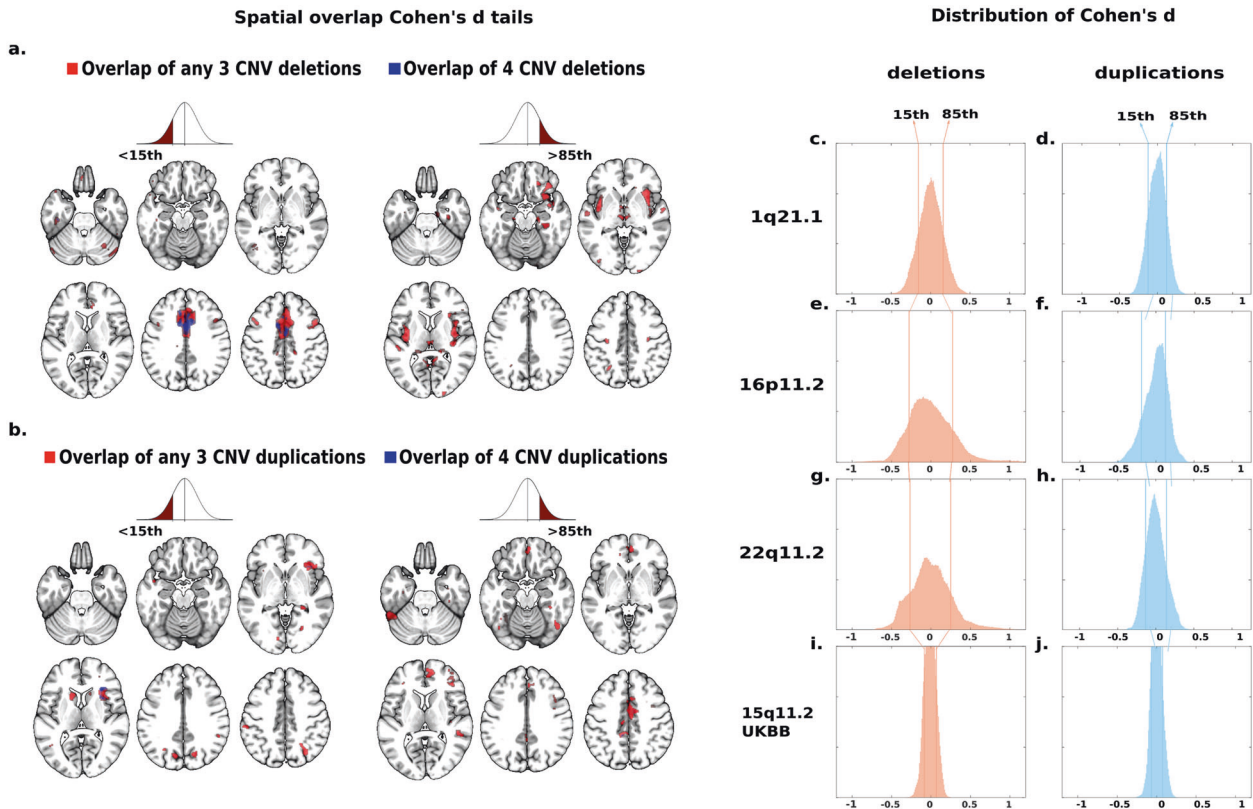 Spatial overlap Cohen's d tails
a.
Overlap of any 3 CNV deletions
Overlap of 4 CNV deletions
<15th
>85th
b.
Overlap of any 3 CNV duplications
Overlap of 4 CNV duplications
<15th
>85th
Distribution of Cohen's d
deletions
duplications
15th 85th
15th 85th
c.
d.
1q21.1
-1 -0.5 0 0.5 1
-1 -0.5 0 0.5 1
e.
f.
16p11.2
-1 -0.5 0 0.5 1
-1 -0.5 0 0.5 1
g.
h.
22q11.2
-1 -0.5 0 0.5 1
-1 -0.5 0 0.5 1
i.
j.
15q11.2
UKBB
-1 -0.5 0 0.5 1
-1 -0.5 0 0.5 1